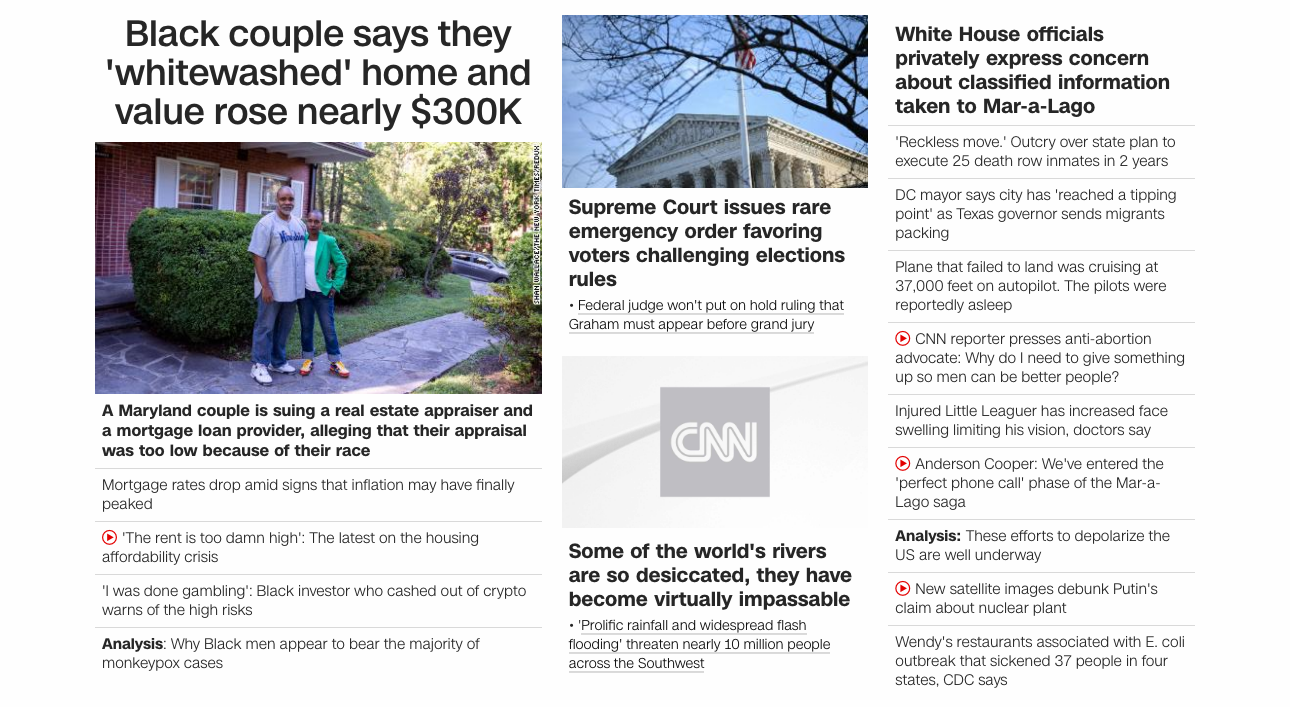 Black couple says they
'whitewashed' home and
value rose nearly $300K
SHAN WALLACE/THE NEW YORK TIMES/REDUX
A Maryland couple is suing a real estate appraiser and
a mortgage loan provider, alleging that their appraisal
was too low because of their race
Mortgage rates drop amid signs that inflation may have finally
peaked
'The rent is too damn high': The latest on the housing
affordability crisis
'I was done gambling': Black investor who cashed out of crypto
warns of the high risks
Analysis: Why Black men appear to bear the majority of
monkeypox cases
Supreme Court issues rare
emergency order favoring
voters challenging elections
rules
• Federal judge won't put on hold ruling that
Graham must appear before grand jury
CNN
Some of the world's rivers
are so desiccated, they have
become virtually impassable
• 'Prolific rainfall and widespread flash
flooding' threaten nearly 10 million people
across the Southwest
White House officials
privately express concern
about classified information
taken to Mar-a-Lago
'Reckless move.' Outcry over state plan to
execute 25 death row inmates in 2 years
DC mayor says city has 'reached a tipping
point' as Texas governor sends migrants
packing
Plane that failed to land was cruising at
37,000 feet on autopilot. The pilots were
reportedly asleep
CNN reporter presses anti-abortion
advocate: Why do I need to give something
up so men can be better people?
Injured Little Leaguer has increased face
swelling limiting his vision, doctors say
Anderson Cooper: We've entered the
'perfect phone call' phase of the Mar-a-
Lago saga
Analysis: These efforts to depolarize the
US are well underway
New satellite images debunk Putin's
claim about nuclear plant
Wendy's restaurants associated with E. coli
outbreak that sickened 37 people in four
states, CDC says